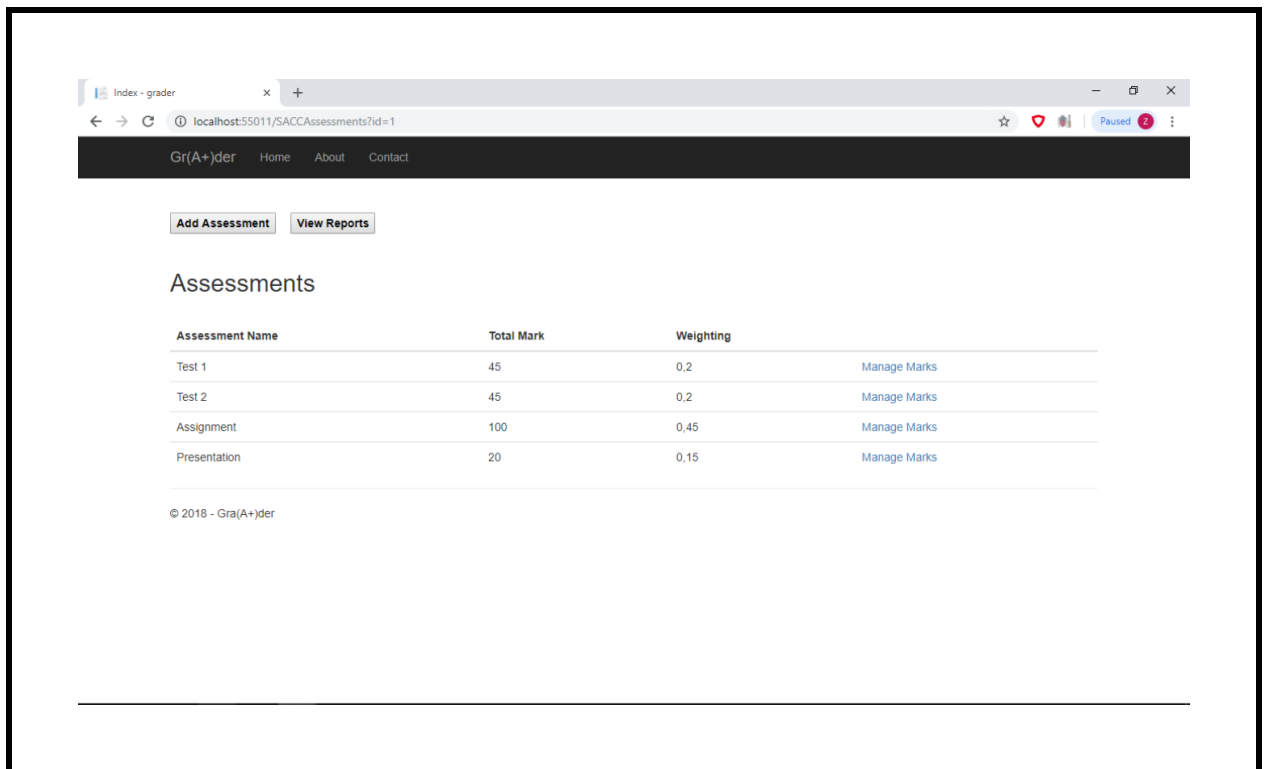 Index - grader
localhost:55011/SACCAssessments?id=1
Paused Z
Gr(A+)der Home About Contact
Add Assessment View Reports
Assessments
Assessment Name Total Mark Weighting
Test 1 45 0,2 Manage Marks
Test 2 45 0,2 Manage Marks
Assignment 100 0,45 Manage Marks
Presentation 20 0,15 Manage Marks
© 2018 - Gra(A+)der